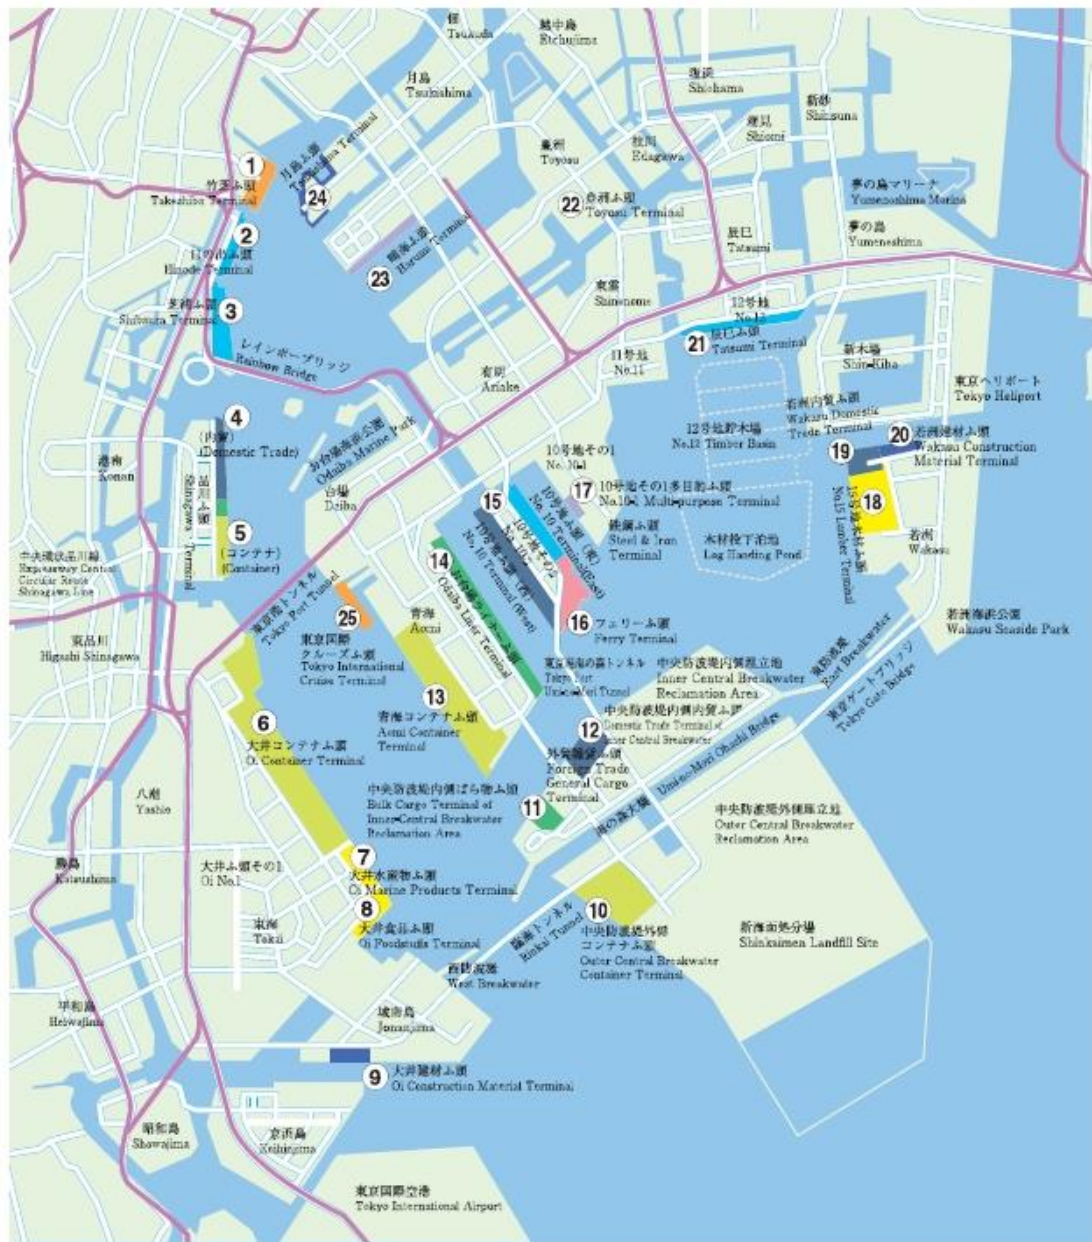 佃
Tsukuda
越中島
Etchujima
月島
Tsukishima
塩浜
Shiohama
新砂
Shinsuna
潮見
Shiomi
枝川
Edagawa
豊洲
Toyosu
1
竹芝ふ頭
Takeshiba Terminal
月島ふ頭
Tsukishima Terminal
24
22
豊洲ふ頭
Toyosu Terminal
夢の島マリーナ
Yumenoshima Marina
夢の島
Yumenoshima
辰巳
Tatsumi
2
日の出ふ頭
Hinode Terminal
晴海ふ頭
Harumi Terminal
23
東雲
Shinonome
3
芝浦ふ頭
Shibaura Terminal
12号地
No.12
21
辰巳ふ頭
Tatsumi Terminal
レインボーブリッジ
Rainbow Bridge
11号地
No.11
新木場
Shin-Kiba
有明
Ariake
東京ヘリポート
Tokyo Heliport
若洲内貿ふ頭
Wakasu Domestic
Trade Terminal
4
(内貿)
(Domestic Trade)
お台場海浜公園
Odaiba Marine Park
12号地貯木場
No.12 Timber Basin
19
20
若洲建材ふ頭
Wakasu Construction
Material Terminal
港南
Konan
台場
Daiba
10号地その1
No. 10-1
品川ふ頭
Shinagawa Terminal
15
17
10号地その1多目的ふ頭
No.10-1 Multi-purpose Terminal
10号地ふ頭(東)
No. 10 Terminal(East)
10号地その2
No. 10-2
10号地ふ頭(西)
No. 10 Terminal (West)
18
15号地木材ふ頭
No.15 Lumber Terminal
若洲
Wakasu
5
(コンテナ)
(Container)
鉄鋼ふ頭
Steel & Iron
Terminal
木材投下泊地
Log Handing Pond
中央環状品川線
Expressway Central
Circular Route
Shinagawa Line
14
お台場ライナーふ頭
Odaiba Liner Terminal
東京港トンネル
Tokyo Port Tunnel
25
東京国際
クルーズふ頭
Tokyo International
Cruise Terminal
青海
Aomi
16
フェリーふ頭
Ferry Terminal
若洲海浜公園
Wakasu Seaside Park
東品川
Higashi Shinagawa
東京港海の森トンネル
Tokyo Port
Umi-no-Mori Tunnel
中央防波堤内側埋立地
Inner Central Breakwater
Reclamation Area
東防波堤
East Breakwater
東京ゲートブリッジ
Tokyo Gate Bridge
13
青海コンテナふ頭
Aomi Container
Terminal
6
大井コンテナふ頭
Oi Container Terminal
12
中央防波堤内側内貿ふ頭
Domestic Trade Terminal of
Inner Central Breakwater
外貿雑貨ふ頭
Foreign Trade
General Cargo
Terminal
八潮
Yashio
中央防波堤内側ばら物ふ頭
Bulk Cargo Terminal of
Inner-Central Breakwater
Reclamation Area
11
海の森大橋
Umi-no-Mori Ohashi Bridge
中央防波堤外側埋立地
Outer Central Breakwater
Reclamation Area
勝島
Katsushima
大井ふ頭その1
Oi No.1
7
大井水産物ふ頭
Oi Marine Products Terminal
8
大井食品ふ頭
Oi Foodstuffs Terminal
東海
Tokai
10
中央防波堤外側
コンテナふ頭
Outer Central Breakwater
Container Terminal
臨海トンネル
Rinkai Tunnel
新海面処分場
Shinkaimen Landfill Site
西防波堤
West Breakwater
平和島
Heiwajima
城南島
Jonanjima
9
大井建材ふ頭
Oi Construction Material Terminal
昭和島
Showajima
京浜島
Keihinjima
東京国際空港
Tokyo International Airport